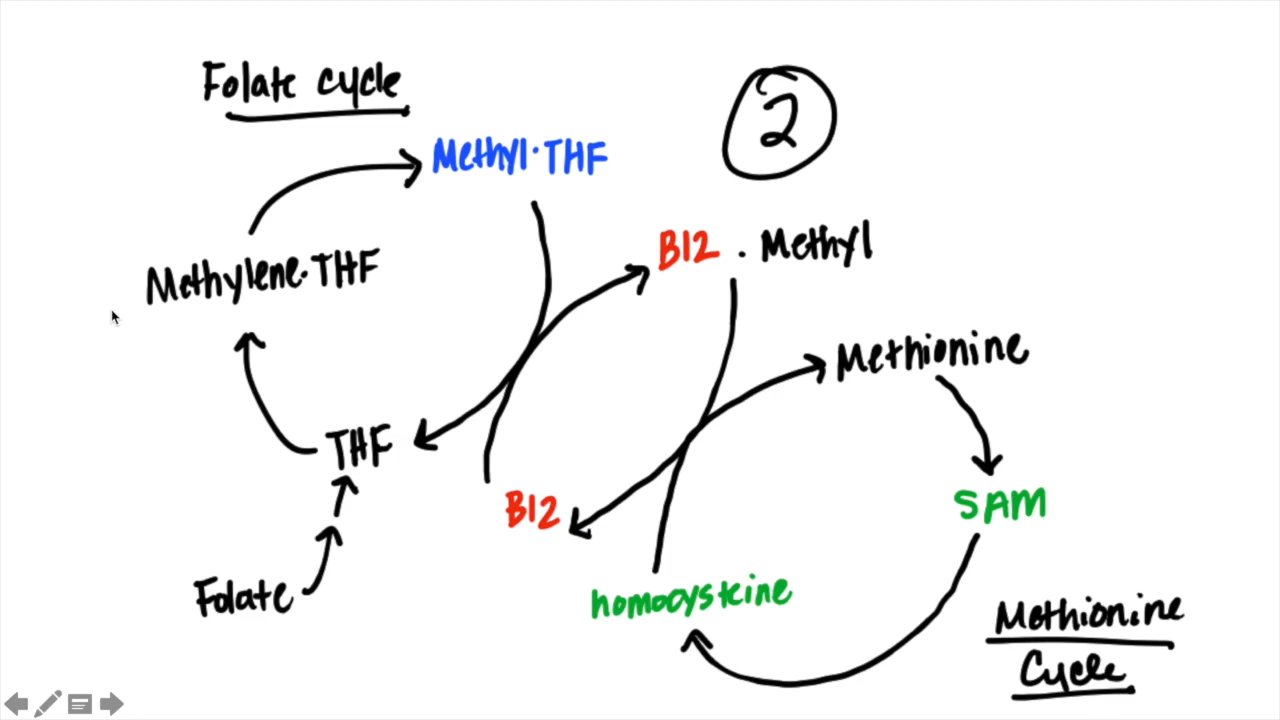 Folate cycle
2
Methyl·THF
B12 . Methyl
Methylene·THF
Methionine
THF
SAM
B12
Folate
homocysteine
Methionine
Cycle